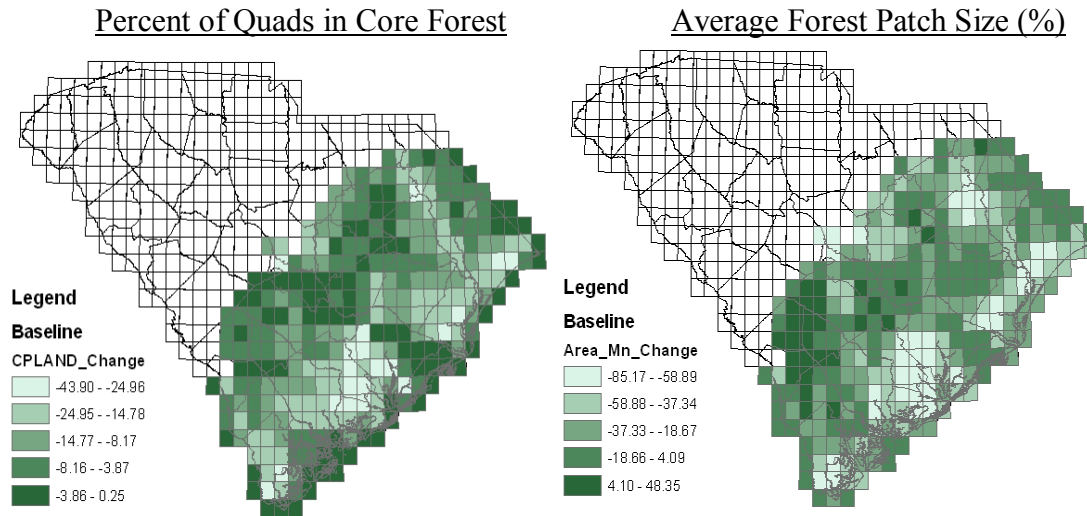 Percent of Quads in Core Forest
Legend
Baseline
CPLAND_Change
-43.90 - -24.96
-24.95 - -14.78
-14.77 - -8.17
-8.16 - -3.87
-3.86 - 0.25
Average Forest Patch Size (%)
Legend
Baseline
Area_Mn_Change
-85.17 - -58.89
-58.88 - -37.34
-37.33 - -18.67
-18.66 - 4.09
4.10 - 48.35